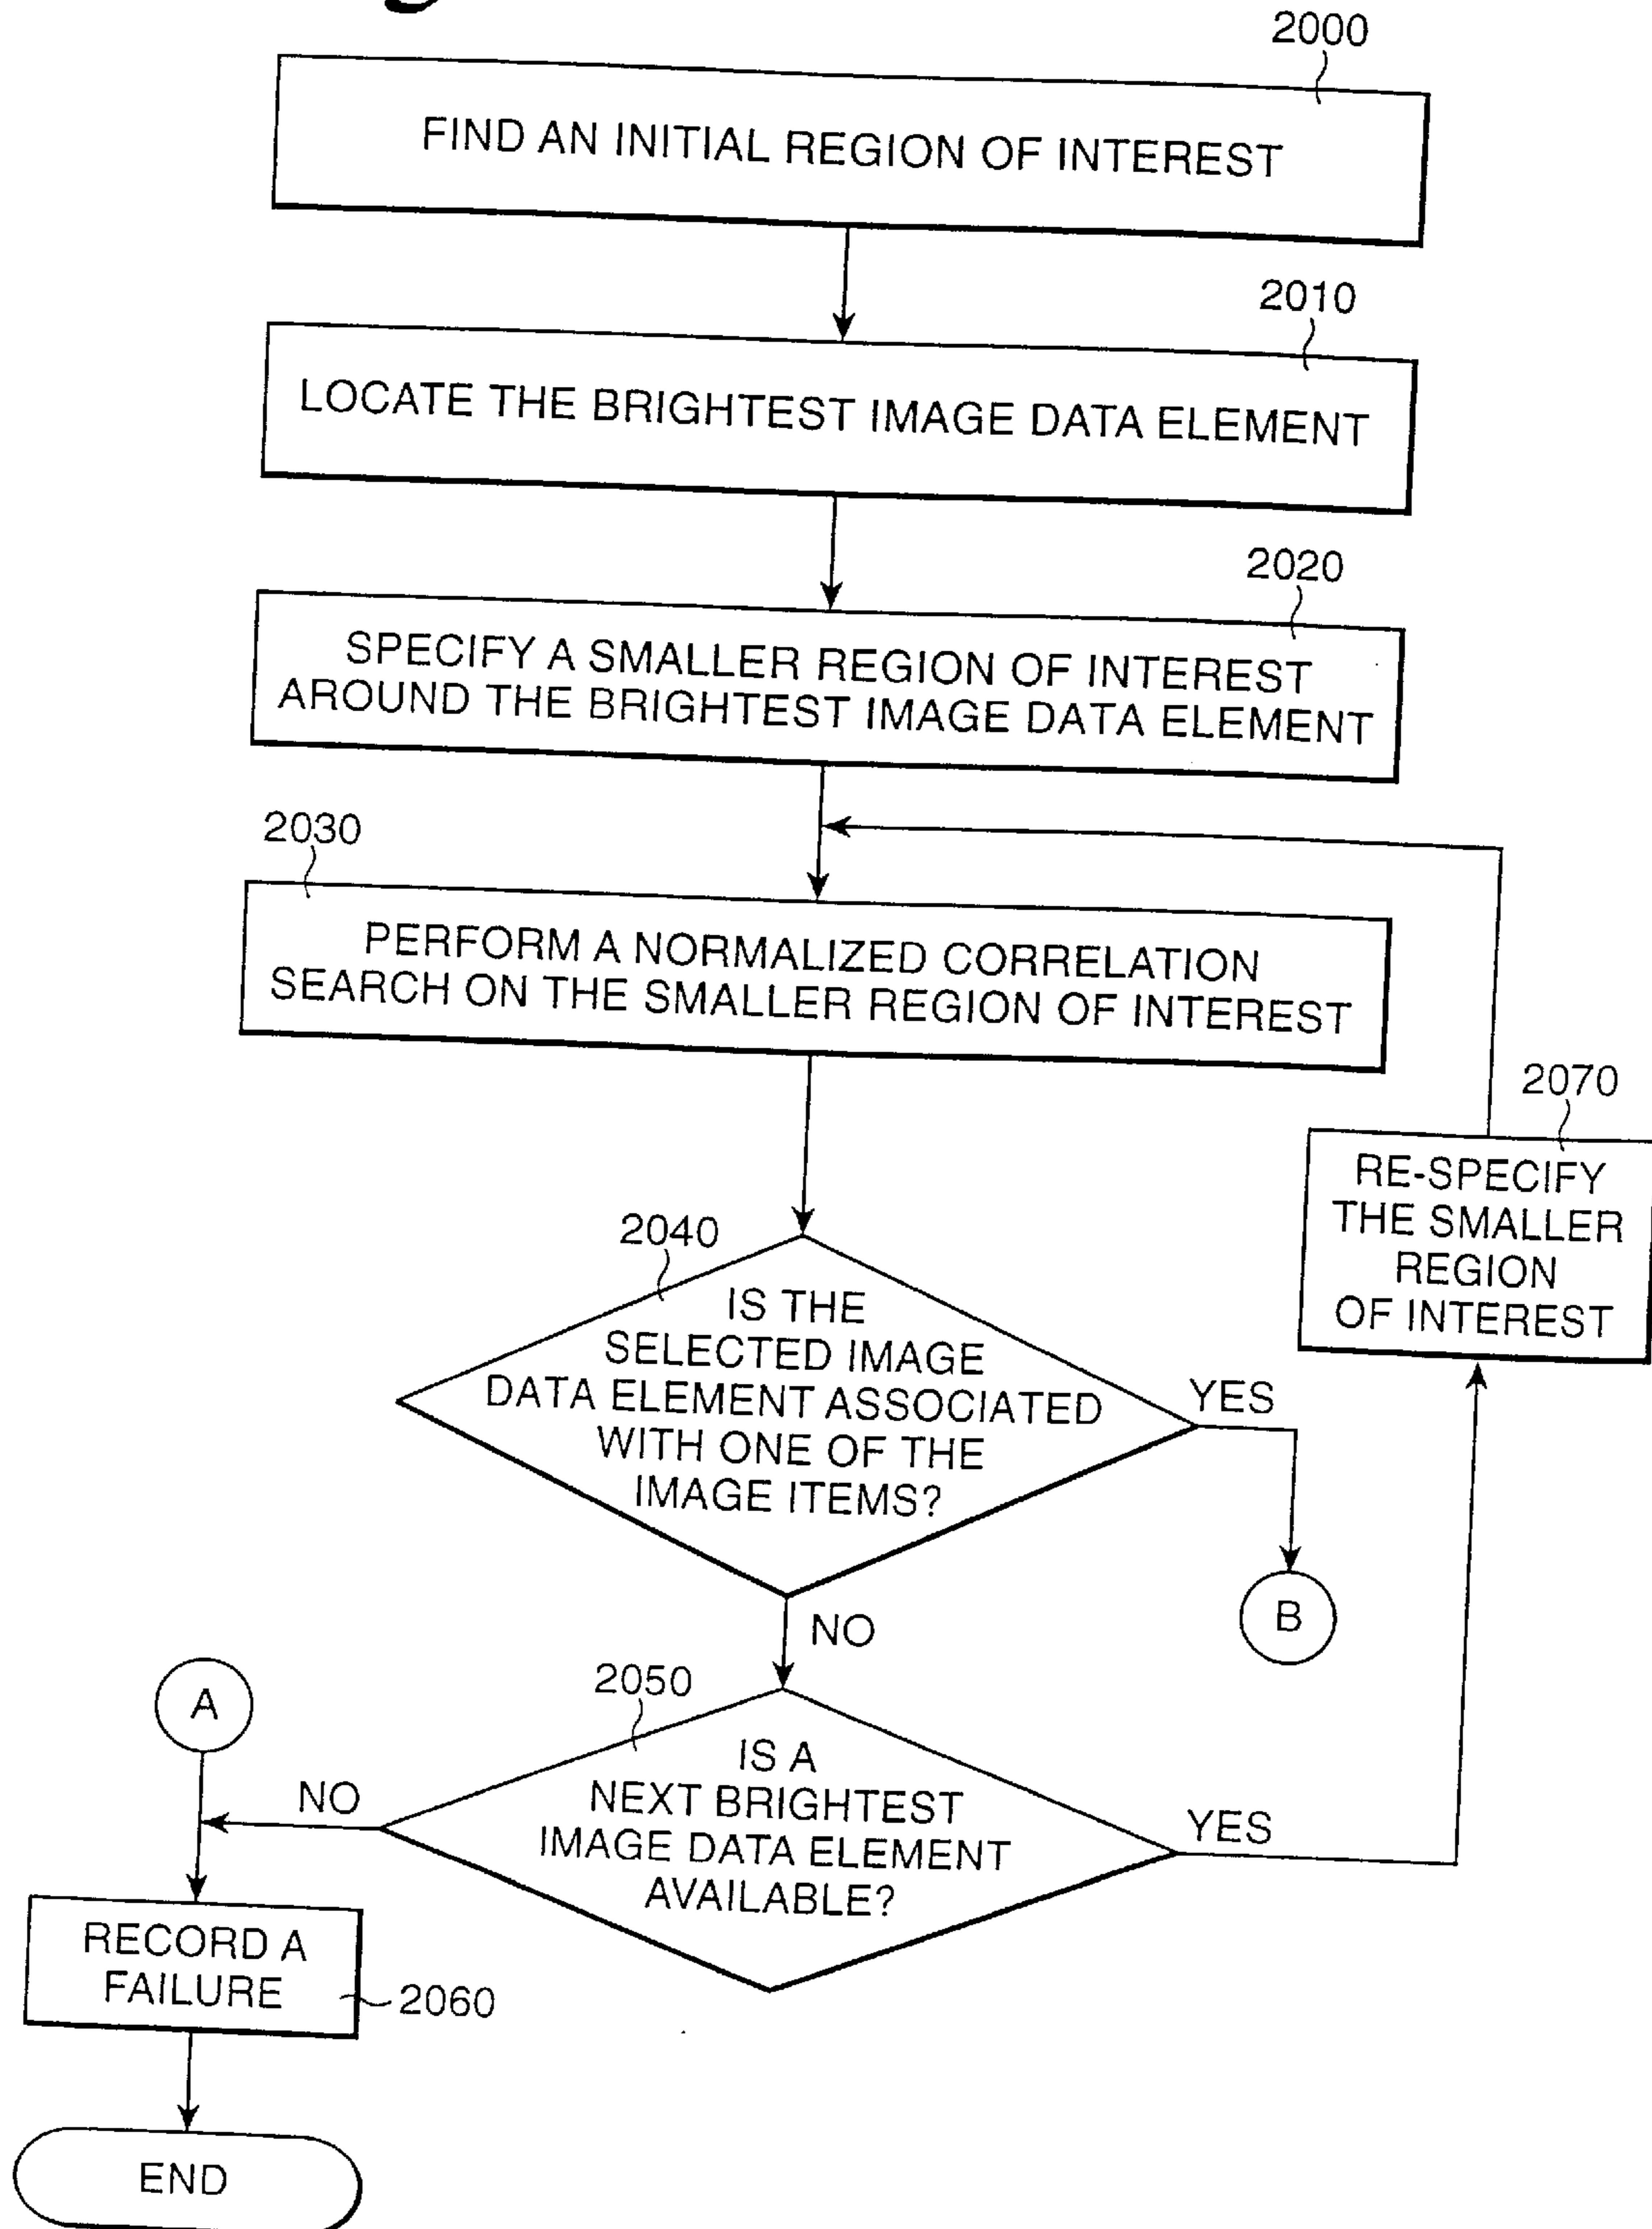 2000
FIND AN INITIAL REGION OF INTEREST
2010
LOCATE THE BRIGHTEST IMAGE DATA ELEMENT
2020
SPECIFY A SMALLER REGION OF INTEREST
AROUND THE BRIGHTEST IMAGE DATA ELEMENT
2030
PERFORM A NORMALIZED CORRELATION
SEARCH ON THE SMALLER REGION OF INTEREST
2070
RE-SPECIFY
THE SMALLER
REGION
OF INTEREST
2040
IS THE
SELECTED IMAGE
DATA ELEMENT ASSOCIATED
WITH ONE OF THE
IMAGE ITEMS?
YES
B
NO
A
2050
IS A
NEXT BRIGHTEST
IMAGE DATA ELEMENT
AVAILABLE?
NO
YES
RECORD A
FAILURE
2060
END